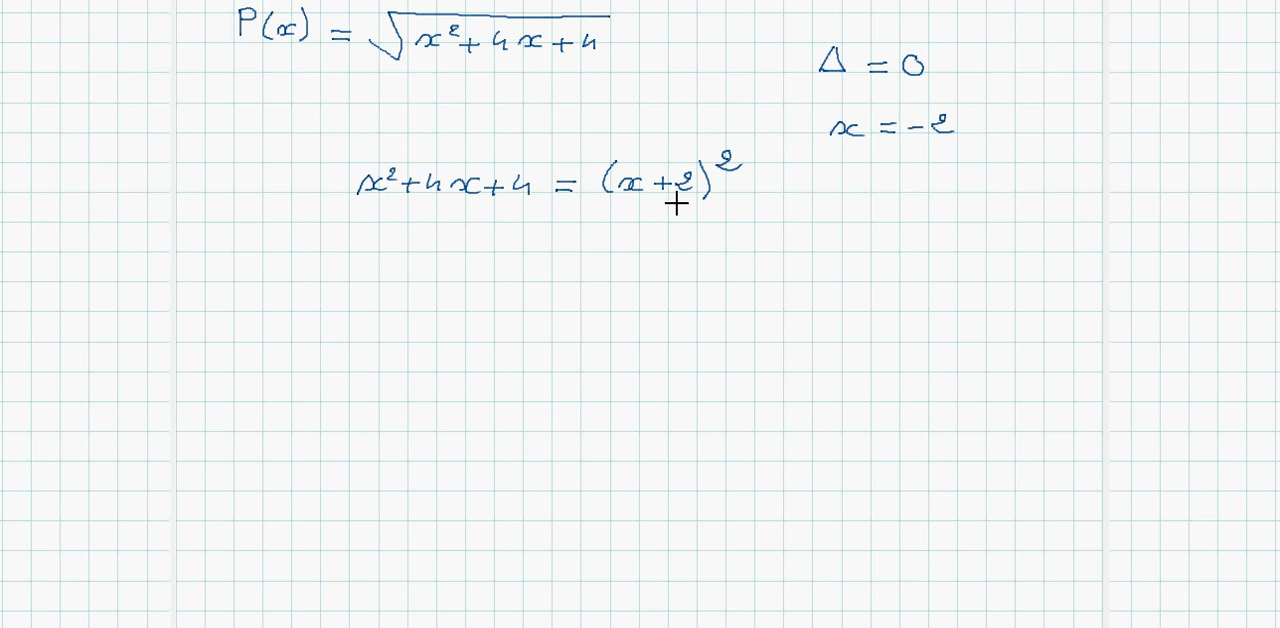 P(x) = √(x²+4x+4)
Δ = 0
x = -2
x²+4x+4 = (x+2)²